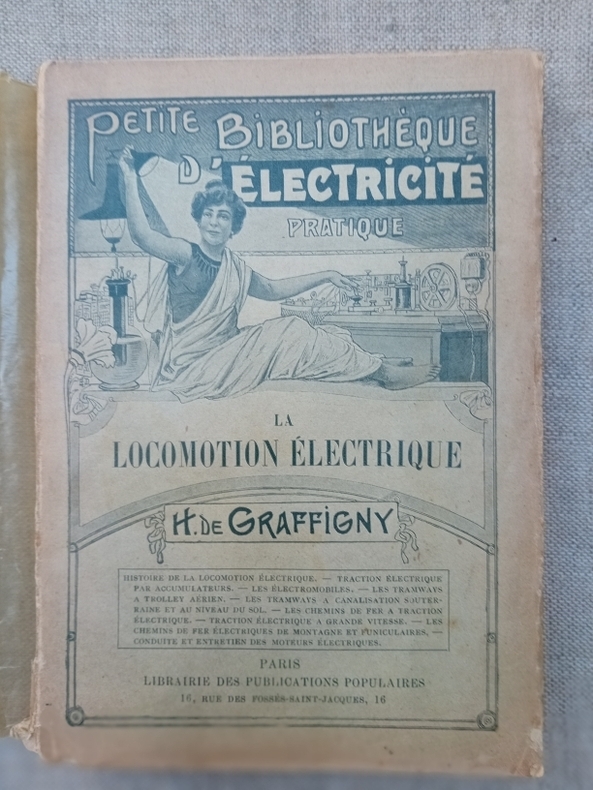 PETITE BIBLIOTHÈQUE
D'ÉLECTRICITÉ
PRATIQUE
LA
LOCOMOTION ÉLECTRIQUE
H. DE GRAFFIGNY
HISTOIRE DE LA LOCOMOTION ÉLECTRIQUE. — TRACTION ÉLECTRIQUE
PAR ACCUMULATEURS. — LES ÉLECTROMOBILES. — LES TRAMWAYS
A TROLLEY AÉRIEN. — LES TRAMWAYS A CANALISATION SOUTER-
RAINE ET AU NIVEAU DU SOL. — LES CHEMINS DE FER A TRACTION
ÉLECTRIQUE. — TRACTION ÉLECTRIQUE A GRANDE VITESSE. — LES
CHEMINS DE FER ÉLECTRIQUES DE MONTAGNE ET FUNICULAIRES. —
CONDUITE ET ENTRETIEN DES MOTEURS ÉLECTRIQUES.
PARIS
LIBRAIRIE DES PUBLICATIONS POPULAIRES
16, RUE DES FOSSÉS-SAINT-JACQUES, 16